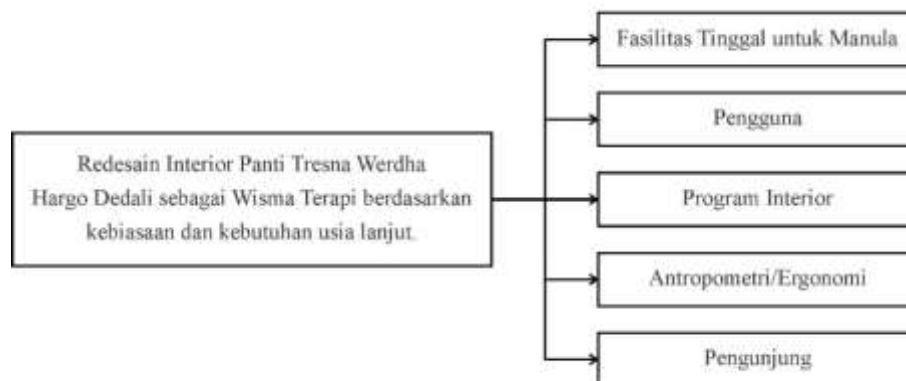 Redesain Interior Panti Tresna Werdha
Hargo Dedali sebagai Wisma Terapi berdasarkan
kebiasaan dan kebutuhan usia lanjut.
Fasilitas Tinggal untuk Manula
Pengguna
Program Interior
Antropometri/Ergonomi
Pengunjung